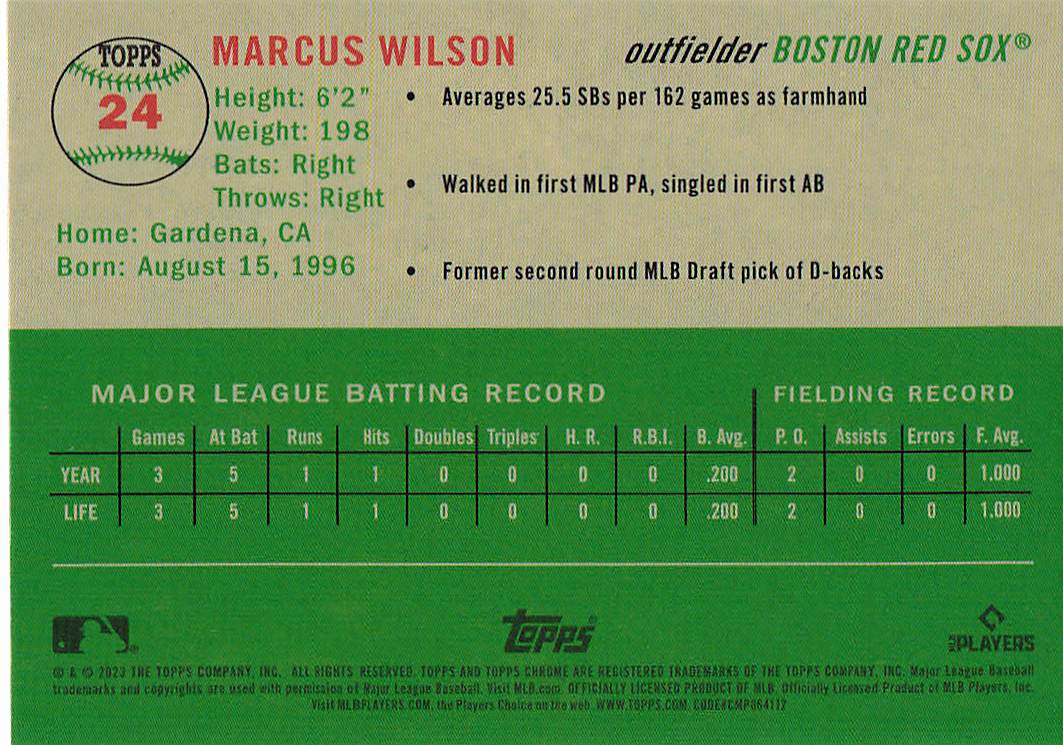 TOPPS
24
MARCUS WILSON
outfielder BOSTON RED SOX®
Height: 6'2"
Weight: 198
Bats: Right
Throws: Right
Home: Gardena, CA
Born: August 15, 1996
• Averages 25.5 SBs per 162 games as farmhand
• Walked in first MLB PA, singled in first AB
• Former second round MLB Draft pick of D-backs
MAJOR LEAGUE BATTING RECORD FIELDING RECORD
Games At Bat Runs Hits Doubles Triples H. R. R.B.I. B. Avg. P. O. Assists Errors F. Avg.
YEAR 3 5 1 1 0 0 0 0 .200 2 0 0 1.000
LIFE 3 5 1 1 0 0 0 0 .200 2 0 0 1.000
topps®
MLB PLAYERS
© & © 2023 THE TOPPS COMPANY, INC. ALL RIGHTS RESERVED. TOPPS AND TOPPS CHROME ARE REGISTERED TRADEMARKS OF THE TOPPS COMPANY, INC. Major League Baseball
trademarks and copyrights are used with permission of Major League Baseball. Visit MLB.com. OFFICIALLY LICENSED PRODUCT OF MLB. Officially Licensed Product of MLB Players, Inc.
Visit MLBPLAYERS.COM, the Players Choice on the web. WWW.TOPPS.COM. CODE#CMP064112